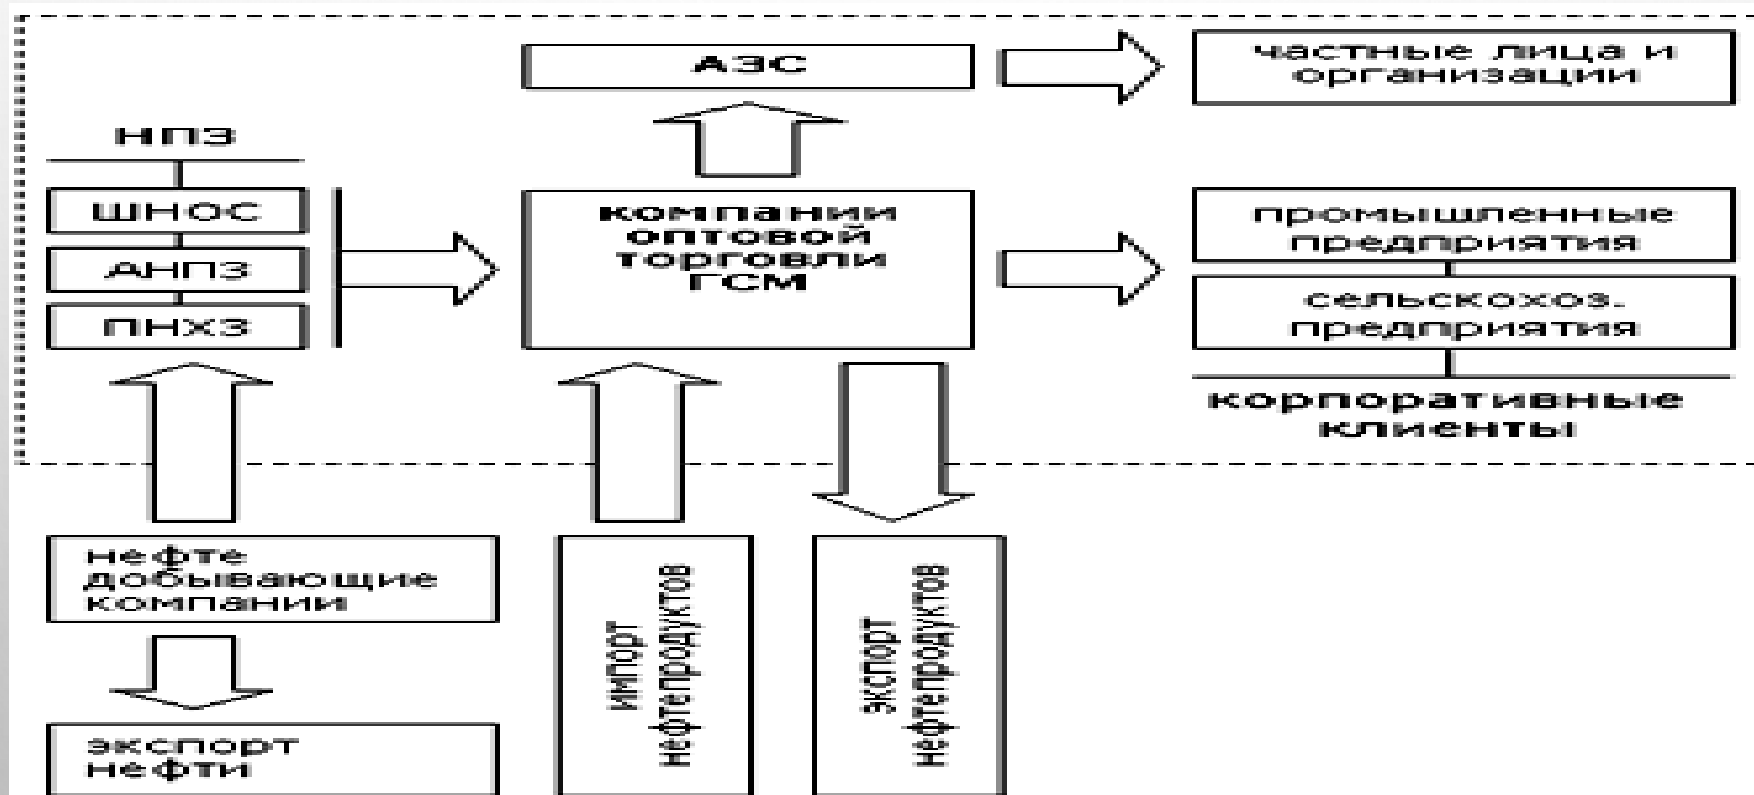 АЗС
частные лица и
организации
НПЗ
ШНОС
АНПЗ
ПНХЗ
компании
оптовой
торговли
ГСМ
промышленные
предприятия
сельскохоз.
предприятия
корпоративные
клиенты
нефте
добывающие
компании
экспорт
нефти
импорт
нефтепродуктов
экспорт
нефтепродуктов